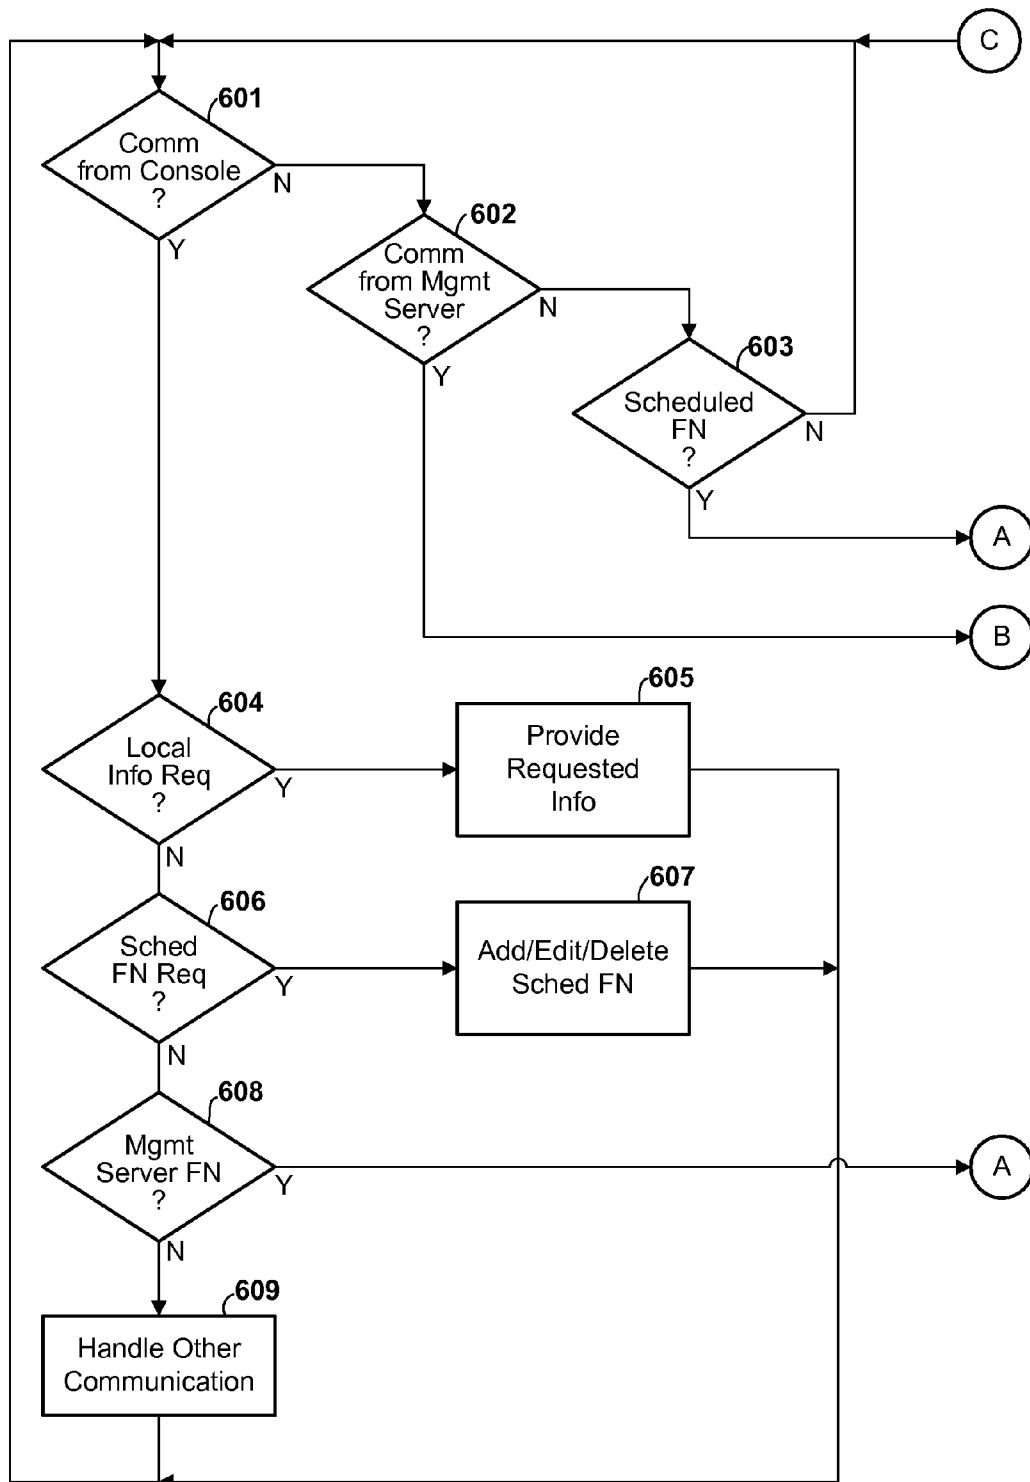 C
601
Comm
from Console
?
N
Y
602
Comm
from Mgmt
Server
?
N
Y
603
Scheduled
FN
?
N
Y
A
B
604
Local
Info Req
?
Y
N
605
Provide
Requested
Info
606
Sched
FN Req
?
Y
N
607
Add/Edit/Delete
Sched FN
608
Mgmt
Server FN
?
Y
N
A
609
Handle Other
Communication